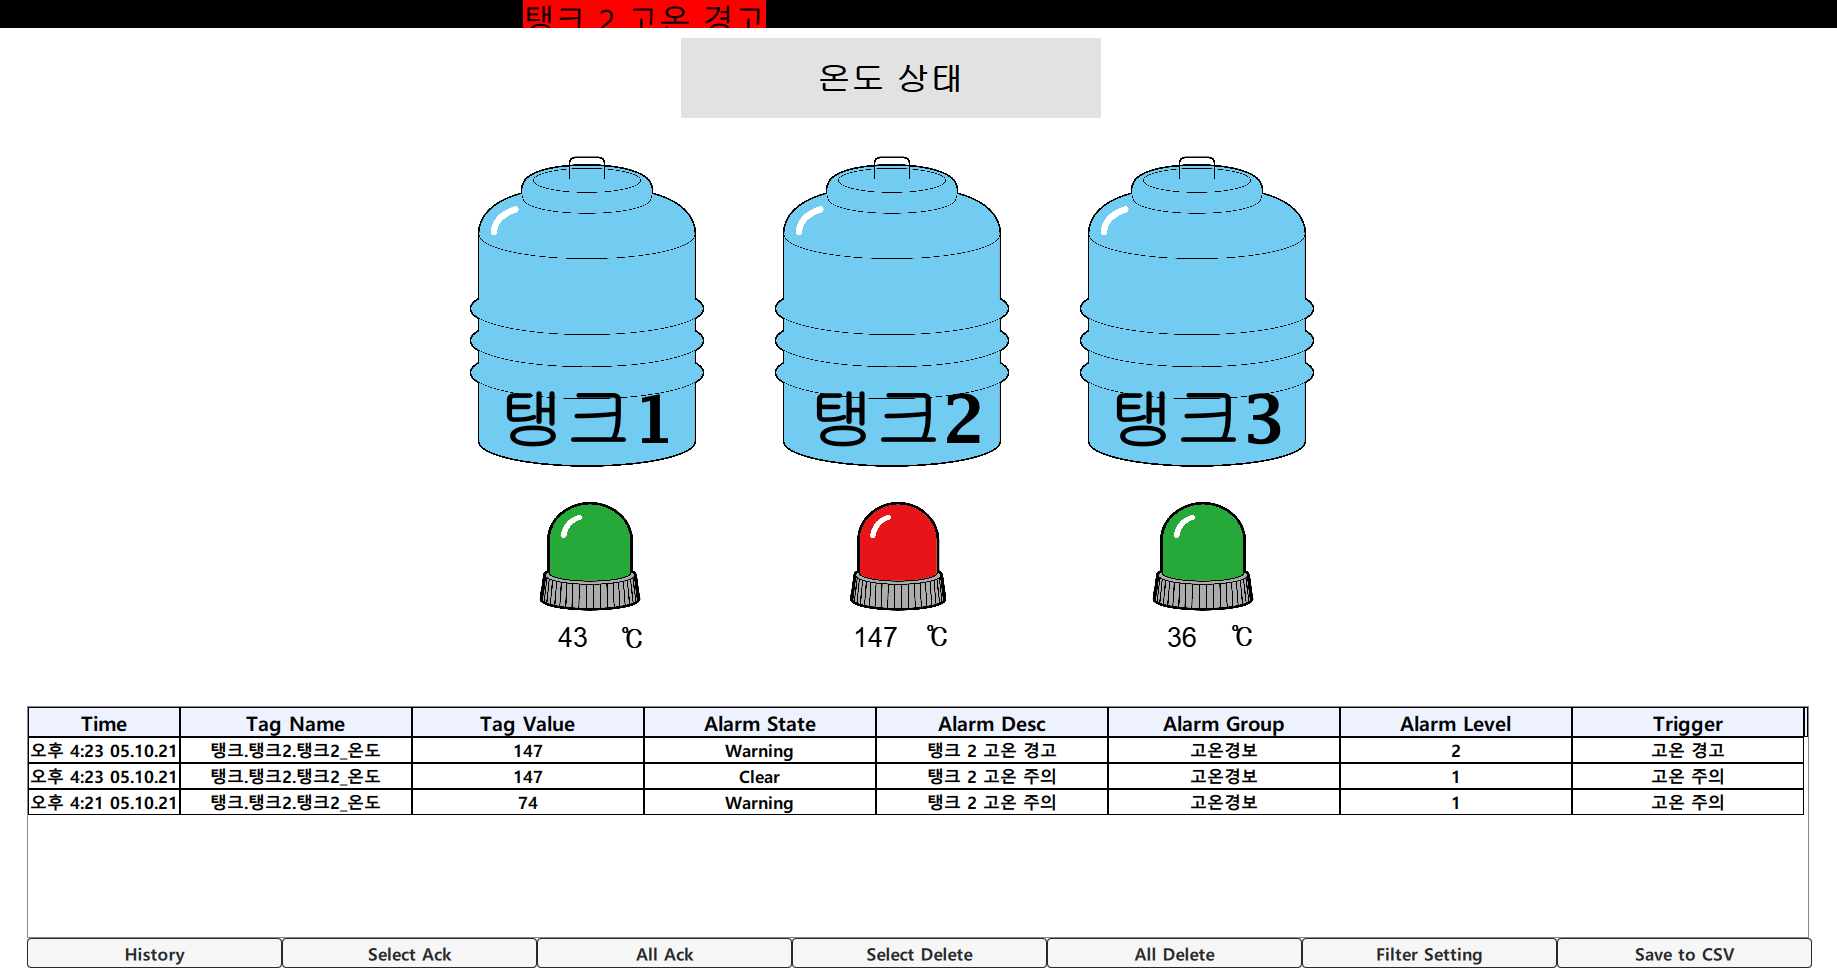 탱크 2 고온 경고
온도 상태
탱크1 탱크2 탱크3
43 ℃ 147 ℃ 36 ℃
Time Tag Name Tag Value Alarm State Alarm Desc Alarm Group Alarm Level Trigger
오후 4:23 05.10.21 탱크.탱크2.탱크2_온도 147 Warning 탱크 2 고온 경고 고온경보 2 고온 경고
오후 4:23 05.10.21 탱크.탱크2.탱크2_온도 147 Clear 탱크 2 고온 주의 고온경보 1 고온 주의
오후 4:21 05.10.21 탱크.탱크2.탱크2_온도 74 Warning 탱크 2 고온 주의 고온경보 1 고온 주의
History Select Ack All Ack Select Delete All Delete Filter Setting Save to CSV